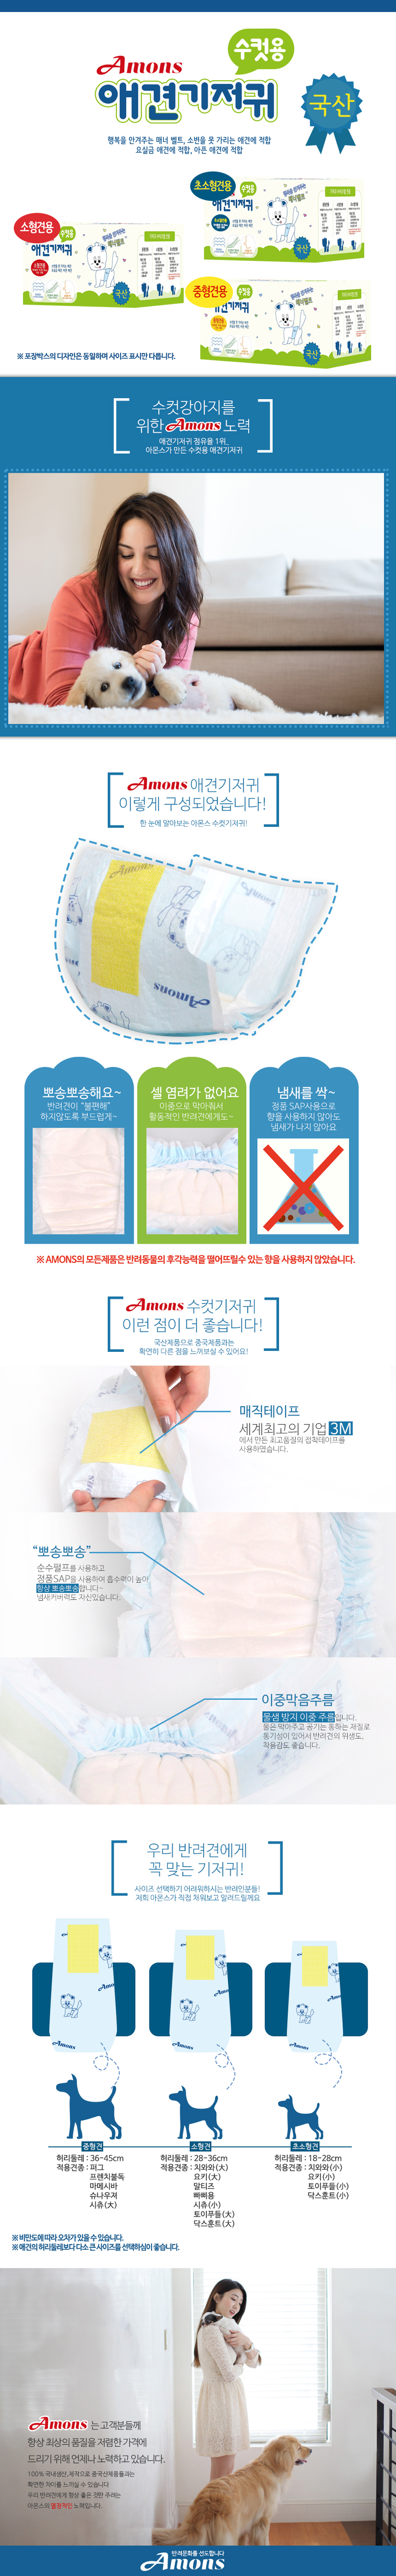 수컷용
Amons
애견기저귀
국산
행복을 안겨주는 매너 벨트, 소변을 못 가리는 애견에 적합
요실금 애견에 적합, 아픈 애견에 적합
초소형견용
소형견용
중형견용
수컷용
애견기저귀
국산
※ 포장박스의 디자인은 동일하며 사이즈 표시만 다릅니다.
수컷강아지를
위한 Amons 노력
애견기저귀 점유율 1위_
아몬스가 만든 수컷용 애견기저귀
Amons 애견기저귀
이렇게 구성되었습니다!
한 눈에 알아보는 아몬스 수컷기저귀!
Amons
Amons
뽀송뽀송해요~
반려견이 "불편해"
하지않도록 부드럽게~
셀 염려가 없어요
이중으로 막아줘서
활동적인 반려견에게도~
냄새를 싹~
정품 SAP사용으로
향을 사용하지 않아도
냄새가 나지 않아요
※ AMONS의 모든제품은 반려동물의 후각능력을 떨어뜨릴수 있는 향을 사용하지 않았습니다.
Amons 수컷기저귀
이런 점이 더 좋습니다!
국산제품으로 중국제품과는
확연히 다른 점을 느끼보실 수 있어요!
매직테이프
세계최고의 기업 3M
에서 만든 최고품질의 접착테이프를
사용하였습니다.
“뽀송뽀송”
순수펄프를 사용하고
정품SAP을 사용하여 흡수력이 높아
항상 뽀송뽀송합니다~
냄새커버력도 자신있습니다.
이중막음주름
물샘 방지 이중 주름입니다.
물은 막아주고 공기는 통하는 재질로
통기성이 있어서 반려견의 위생도,
착용감도 좋습니다.
우리 반려견에게
꼭 맞는 기저귀!
사이즈 선택하기 어려워하시는 반려인분들!
저희 아몬스가 직접 채워보고 알려드릴께요
Amons
Amons
Amons
중형견
허리둘레 : 36-45cm
적용견종 : 퍼그
프렌치불독
마메시바
슈나우져
시츄(大)
소형견
허리둘레 : 28-36cm
적용견종 : 치와와(大)
요키(大)
말티즈
빠삐용
시츄(小)
토이푸들(大)
닥스훈트(大)
초소형견
허리둘레 : 18-28cm
적용견종 : 치와와(小)
요키(小)
토이푸들(小)
닥스훈트(小)
※ 비만도에 따라 오차가 있을 수 있습니다.
※ 애견의 허리둘레보다 다소 큰 사이즈를 선택하심이 좋습니다.
Amons 는 고객분들께
항상 최상의 품질을 저렴한 가격에
드리기 위해 언제나 노력하고 있습니다.
100% 국내생산,제작으로 중국산제품들과는
확연한 차이를 느끼실 수 있습니다
우리 반려견에게 항상 좋은 것만 주려는
아몬스의 열정적인 노력입니다.
반려문화를 선도합니다
Amons